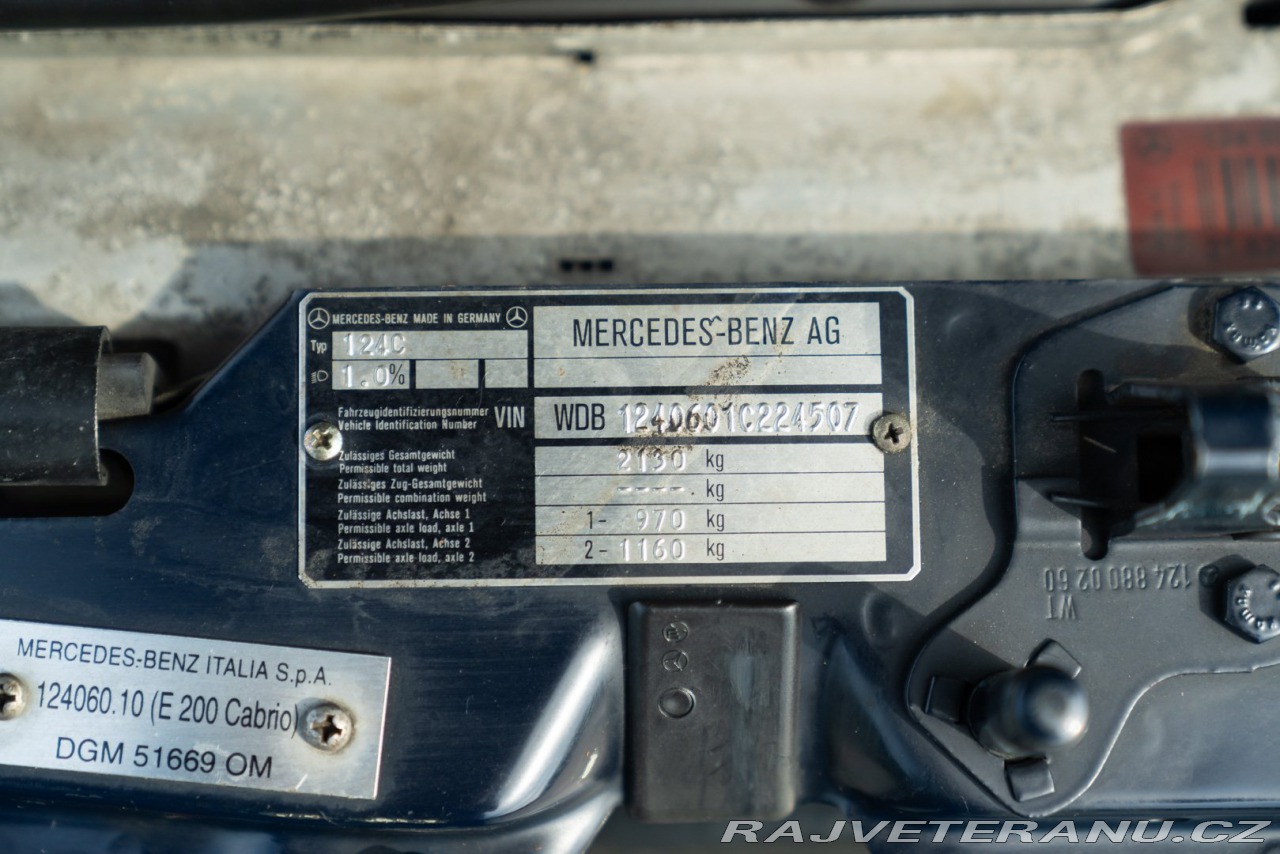 MERCEDES-BENZ MADE IN GERMANY
MERCEDES-BENZ AG
Typ 124C
1.0%
Fahrzeugidentifizierungsnummer
Vehicle Identification Number
VIN WDB 1240601C224507
Zulässiges Gesamtgewicht
Permissible total weight
2130 kg
Zulässiges Zug-Gesamtgewicht
Permissible combination weight
----. kg
Zulässige Achslast, Achse 1
Permissible axle load, axle 1
1- 970 kg
Zulässige Achslast, Achse 2
Permissible axle load, axle 2
2- 1160 kg
WT
124 880 02 60
MERCEDES-BENZ ITALIA S.p.A.
124060.10 (E 200 Cabrio)
DGM 51669 OM
RAJVETERANU.CZ